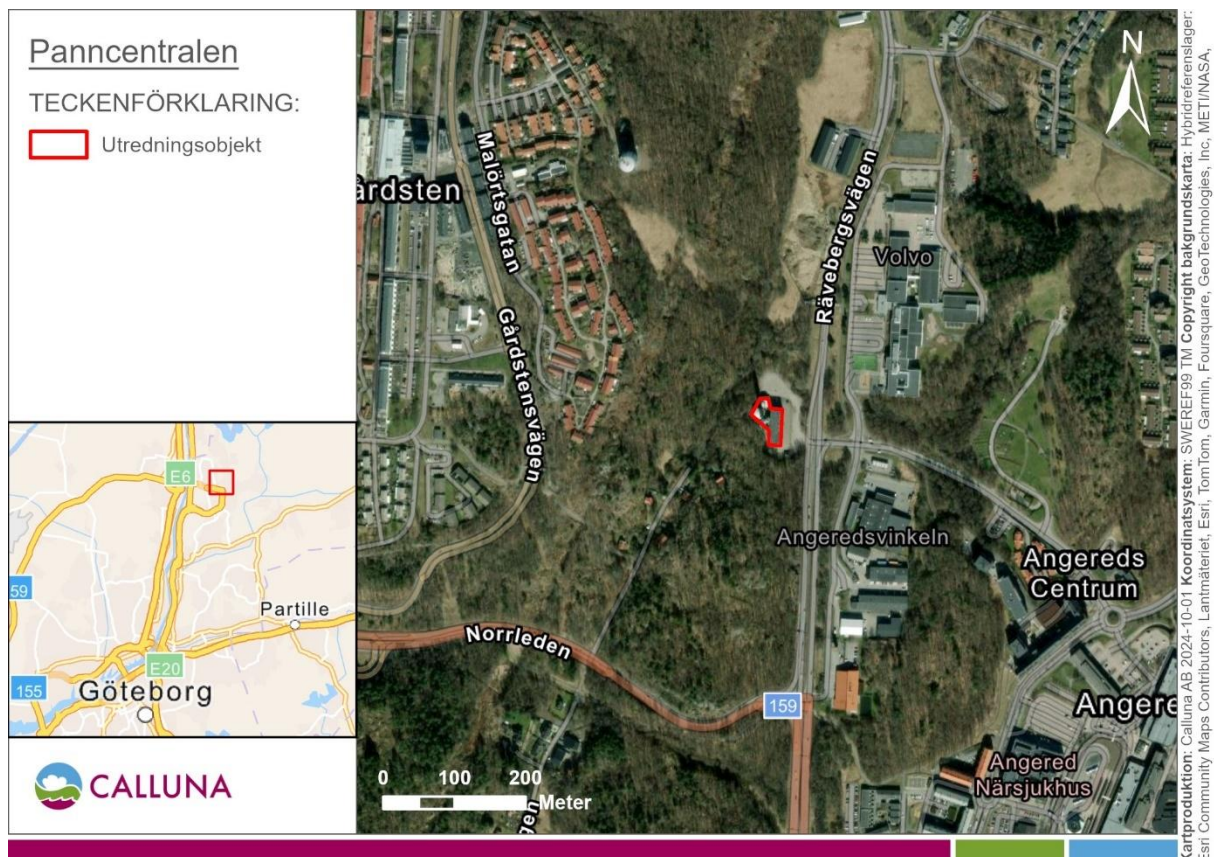 Panncentralen
TECKENFÖRKLARING:
Utredningsobjekt
E6
59
Partille
E20
155
Göteborg
CALLUNA
N
årdsten
Malörtsgatan
Gårdstensvägen
Rävebergsvägen
Volvo
Angeredsvinkeln
Angereds
Centrum
Norrleden
159
Angere
Angered
Närsjukhus
gen
0 100 200
Meter
Kartproduktion: Calluna AB 2024-10-01 Koordinatsystem: SWEREF99 TM Copyright bakgrundskarta: Hybridreferenslager:
Esri Community Maps Contributors, Lantmäteriet, Esri, TomTom, Garmin, Foursquare, GeoTechnologies, Inc, METI/NASA,